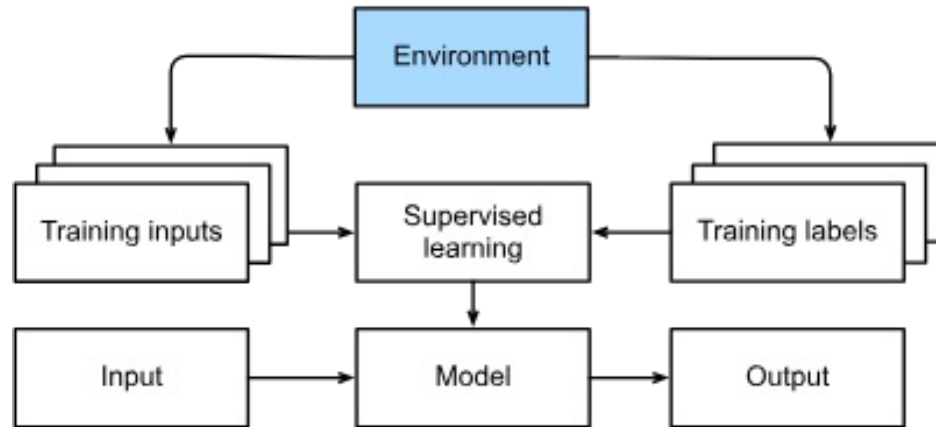 Environment
Training inputs
Supervised
learning
Training labels
Input
Model
Output